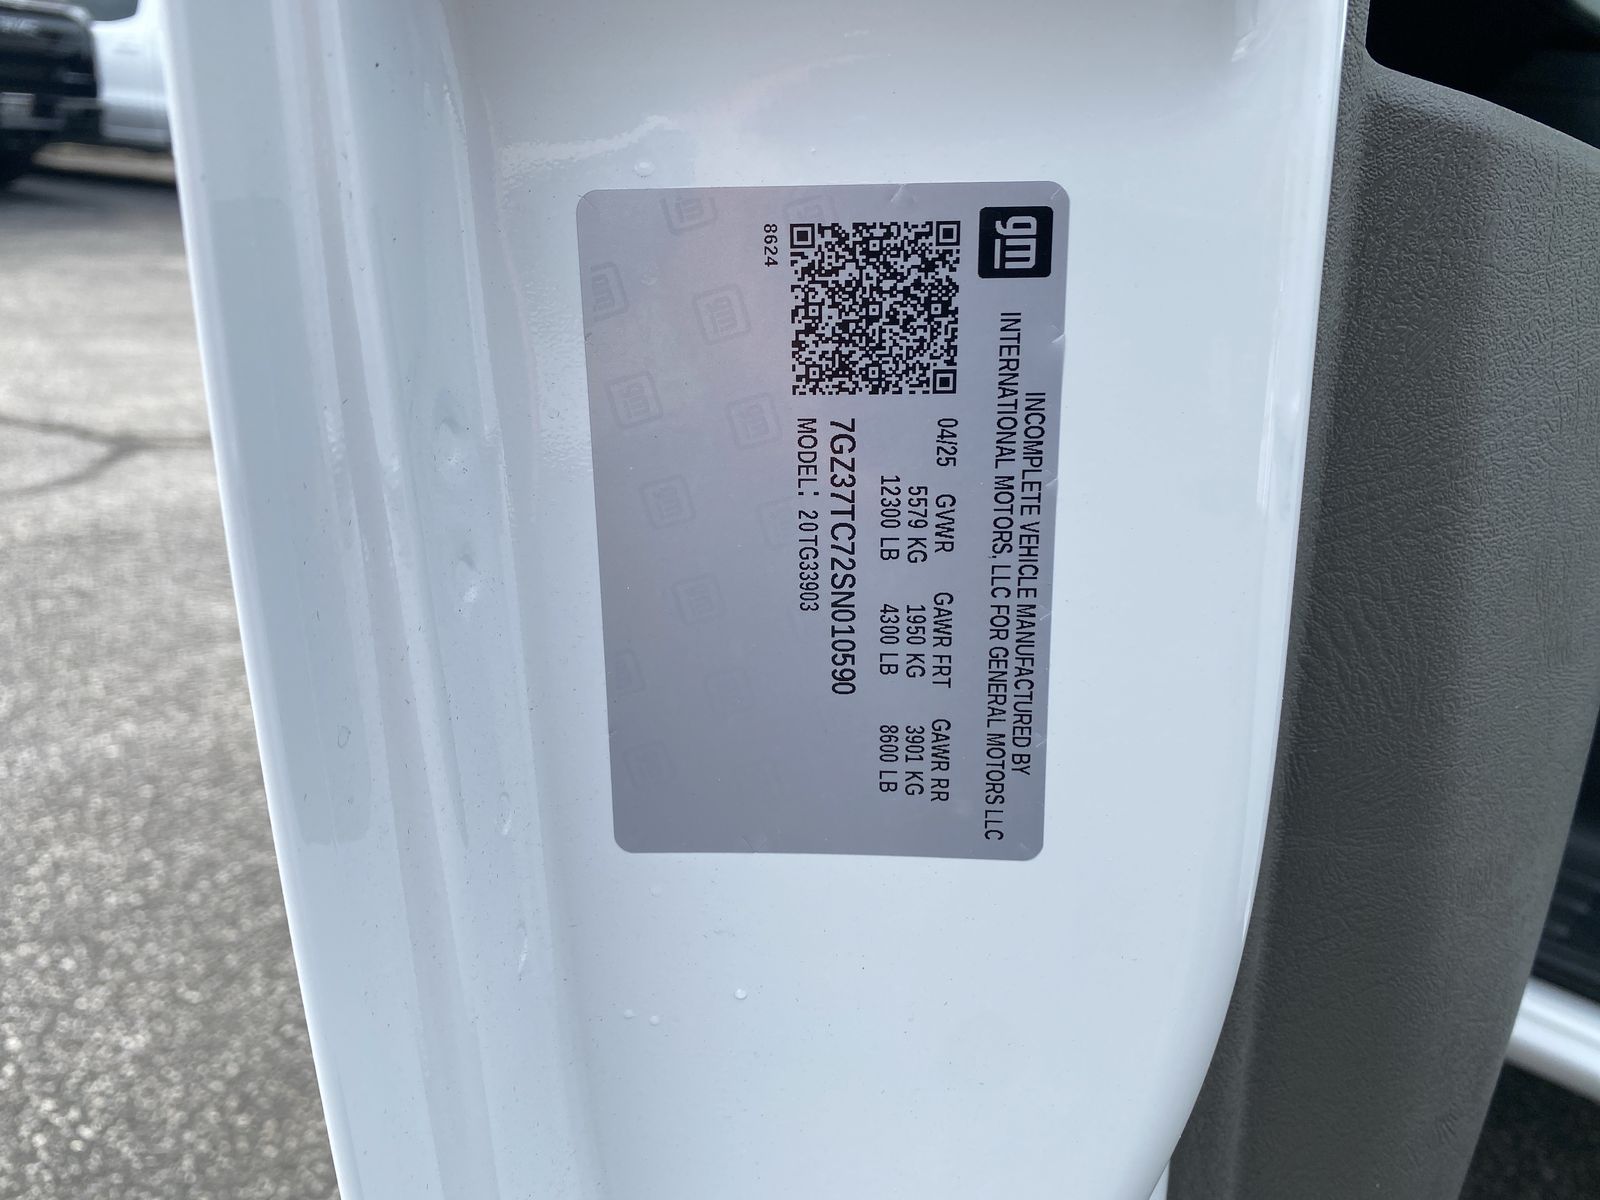 gm
INCOMPLETE VEHICLE MANUFACTURED BY
INTERNATIONAL MOTORS, LLC FOR GENERAL MOTORS LLC
04/25 GVWR GAWR FRT GAWR RR
5579 KG 1950 KG 3901 KG
12300 LB 4300 LB 8600 LB
7GZ37TC72SN010590
MODEL: 20TG33903
8624